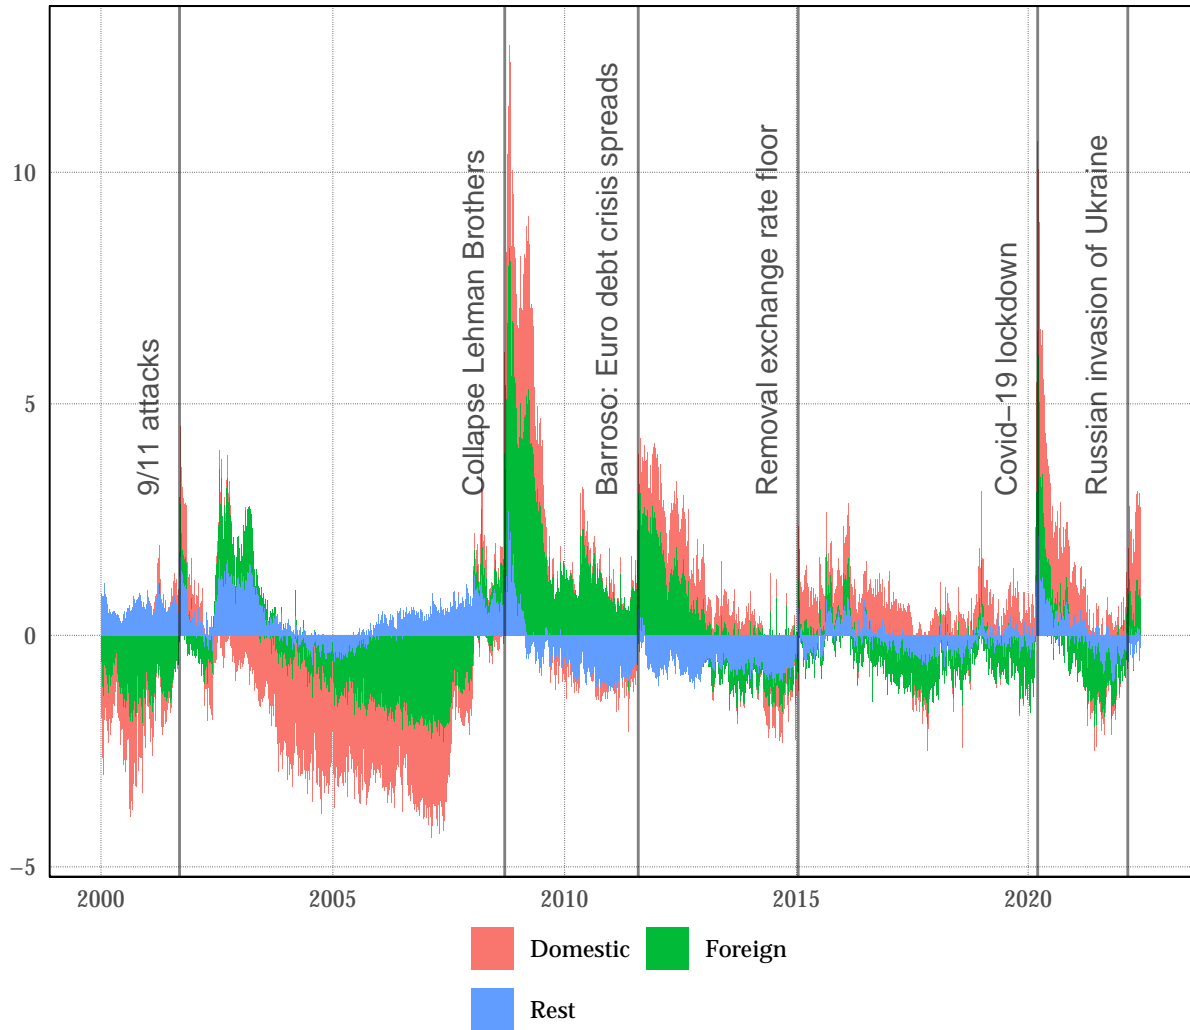 10
5
0
−5
9/11 attacks
Collapse Lehman Brothers
Barroso: Euro debt crisis spreads
Removal exchange rate floor
Covid−19 lockdown
Russian invasion of Ukraine
2000 2005 2010 2015 2020
Domestic Foreign
Rest